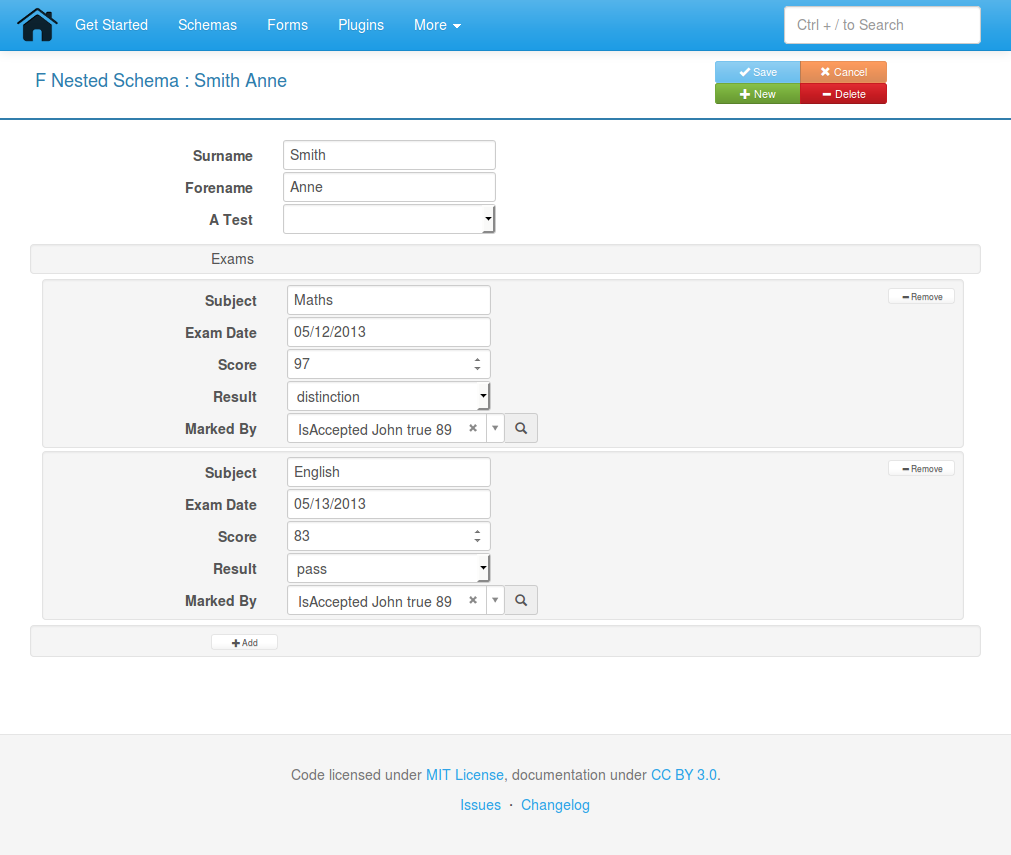 Get Started Schemas Forms Plugins More Ctrl + / to Search
F Nested Schema : Smith Anne
Save Cancel
New Delete
Surname Smith
Forename Anne
A Test
Exams
Subject Maths Remove
Exam Date 05/12/2013
Score 97
Result distinction
Marked By IsAccepted John true 89
Subject English Remove
Exam Date 05/13/2013
Score 83
Result pass
Marked By IsAccepted John true 89
Add
Code licensed under MIT License, documentation under CC BY 3.0.
Issues · Changelog